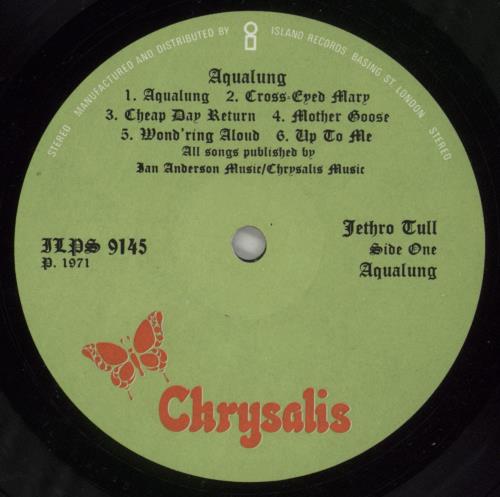 STEREO MANUFACTURED AND DISTRIBUTED BY ISLAND RECORDS BASING ST. LONDON STEREO
Aqualung
1. Aqualung 2. Cross-Eyed Mary
3. Cheap Day Return 4. Mother Goose
5. Wond'ring Aloud 6. Up To Me
All songs published by
Ian Anderson Music/Chrysalis Music
ILPS 9145
P. 1971
Jethro Tull
Side One
Aqualung
Chrysalis